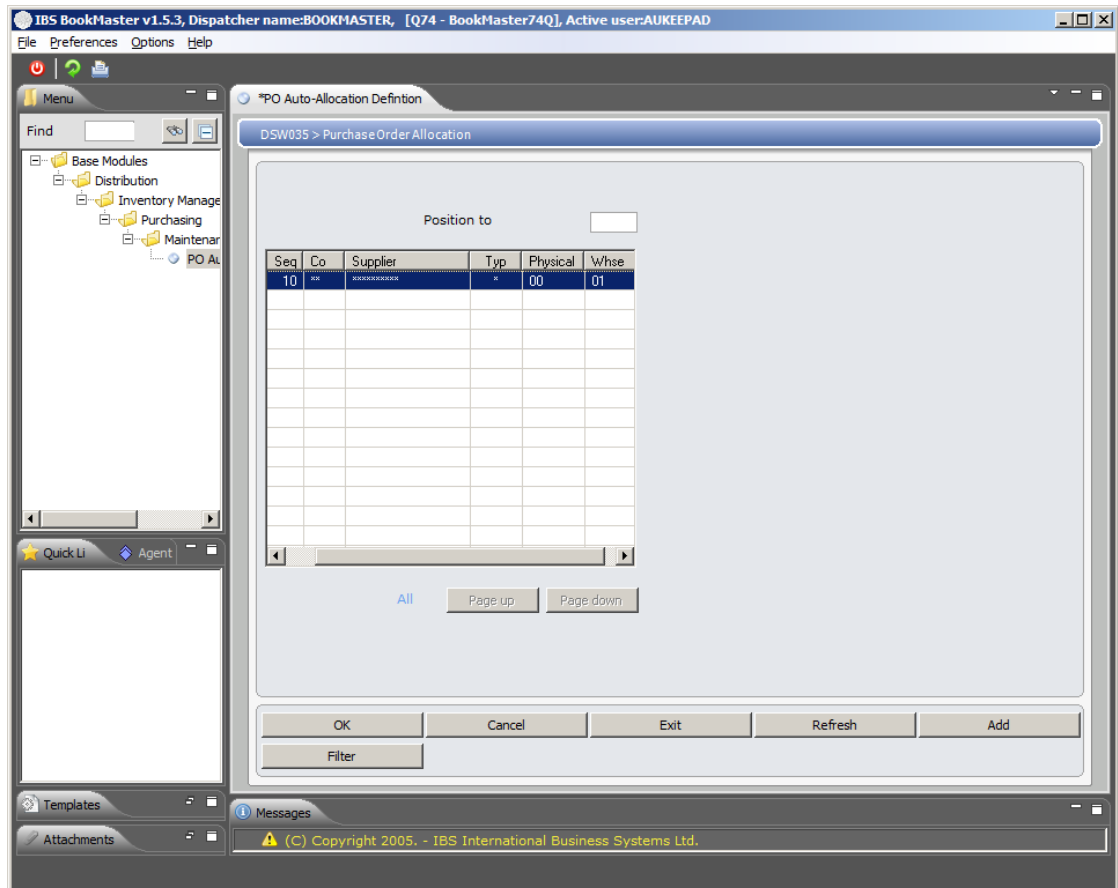 IBS BookMaster v1.5.3, Dispatcher name:BOOKMASTER, [Q74 - BookMaster74Q], Active user:AUKEEPAD
File Preferences Options Help
Menu
*PO Auto-Allocation Defintion
Find
DSW035 > Purchase Order Allocation
Base Modules
Distribution
Inventory Manage
Purchasing
Maintenar
PO Au
Position to
Seq Co Supplier Typ Physical Whse
10 ** ********** * 00 01
All Page up Page down
Quick Li Agent
OK Cancel Exit Refresh Add
Filter
Templates
Messages
Attachments
(C) Copyright 2005. - IBS International Business Systems Ltd.